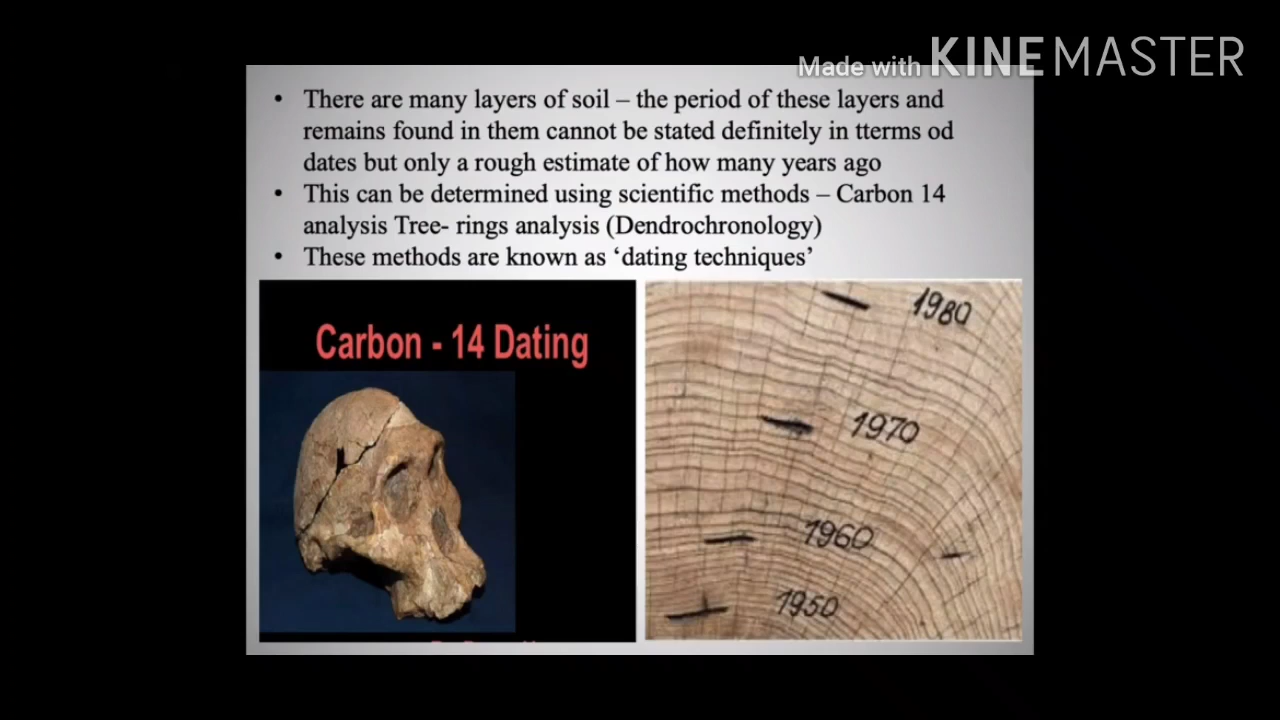 Made with KINEMASTER
• There are many layers of soil – the period of these layers and
remains found in them cannot be stated definitely in tterms od
dates but only a rough estimate of how many years ago
• This can be determined using scientific methods – Carbon 14
analysis Tree- rings analysis (Dendrochronology)
• These methods are known as ‘dating techniques’
Carbon - 14 Dating
1980
1970
1960
1950